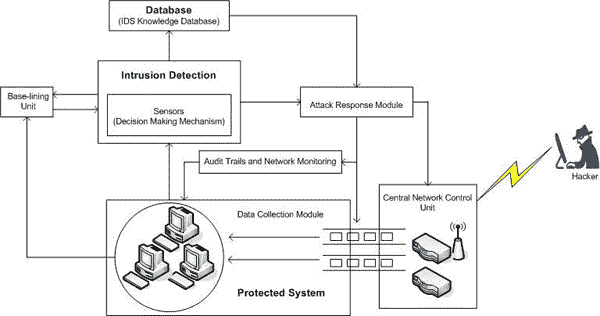 Database
(IDS Knowledge Database)
Intrusion Detection
Base-lining
Unit
Sensors
(Decision Making Mechanism)
Attack Response Module
Audit Trails and Network Monitoring
Hacker
Data Collection Module
Central Network Control
Unit
Protected System